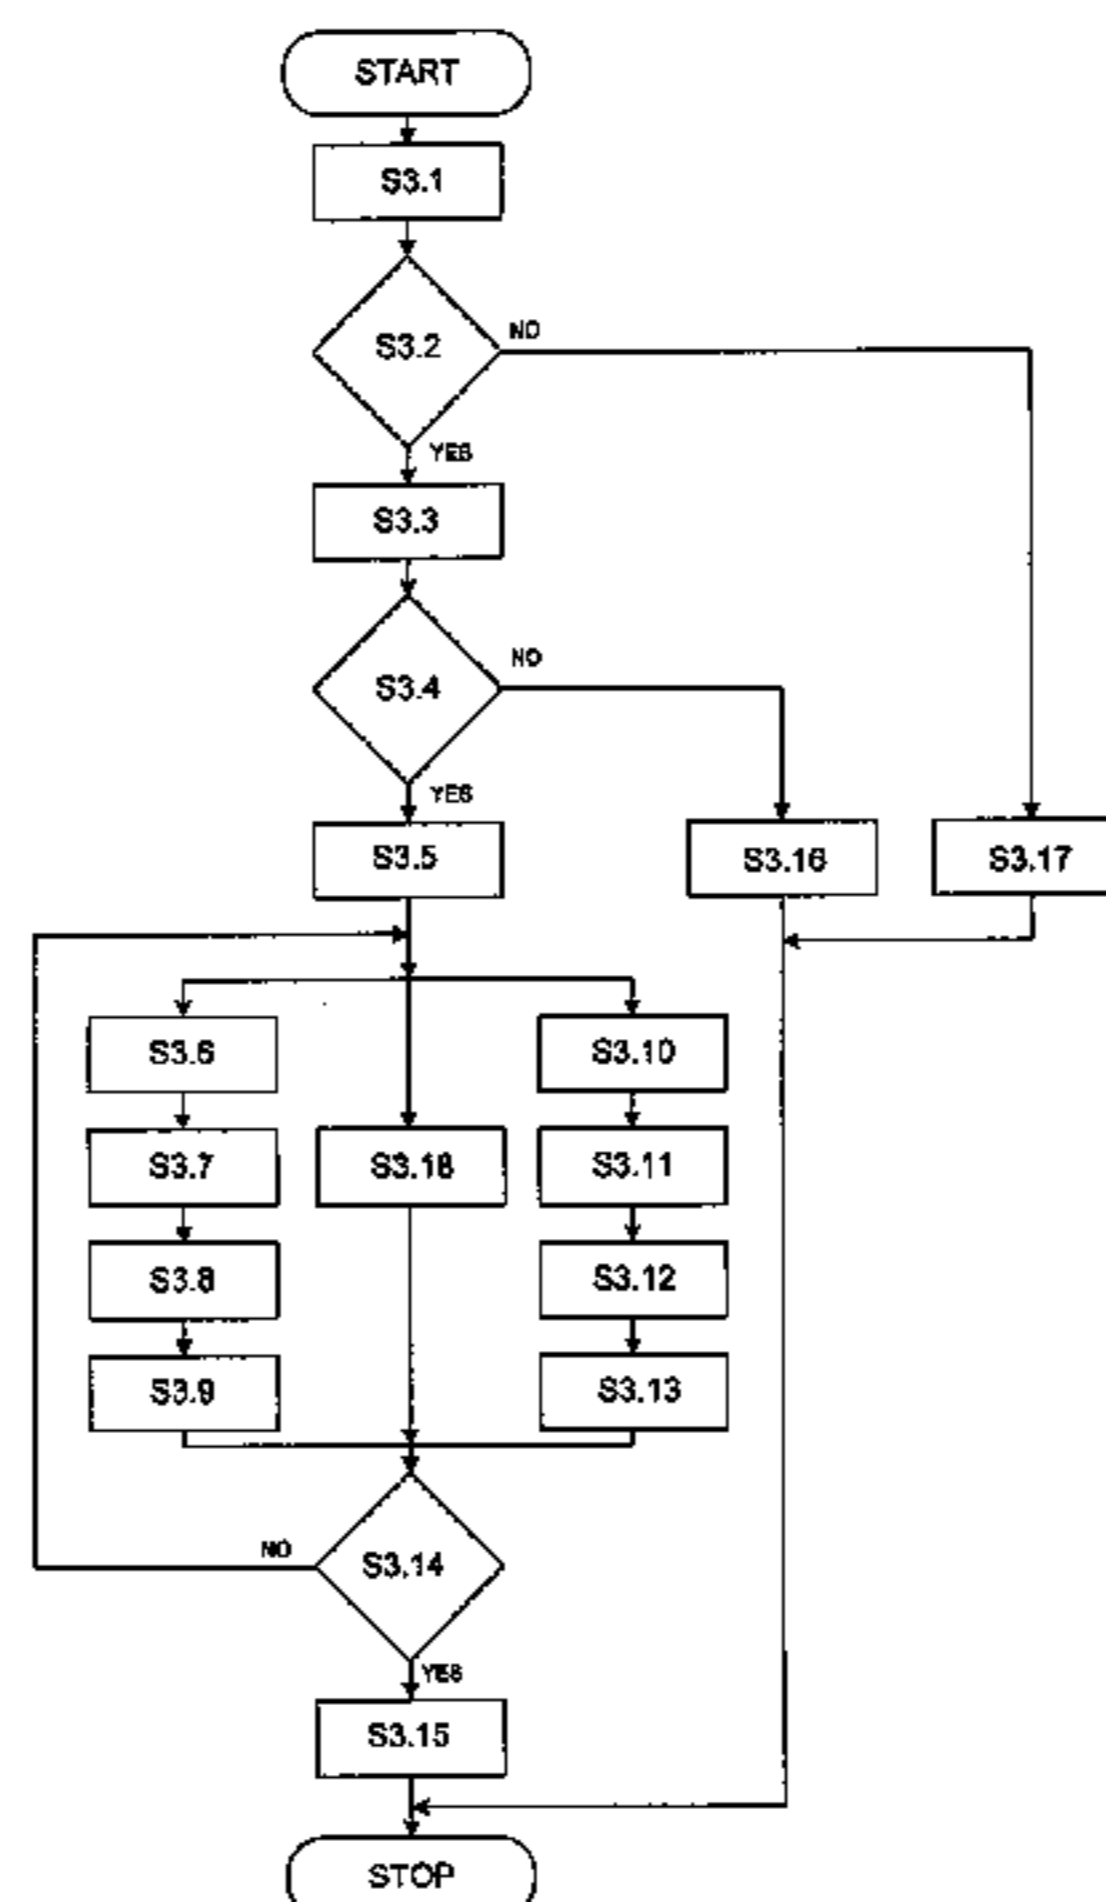 START
S3.1
S3.2
NO
YES
S3.3
S3.4
NO
YES
S3.5
S3.16
S3.17
S3.6
S3.10
S3.7
S3.18
S3.11
S3.8
S3.12
S3.9
S3.13
S3.14
NO
YES
S3.15
STOP